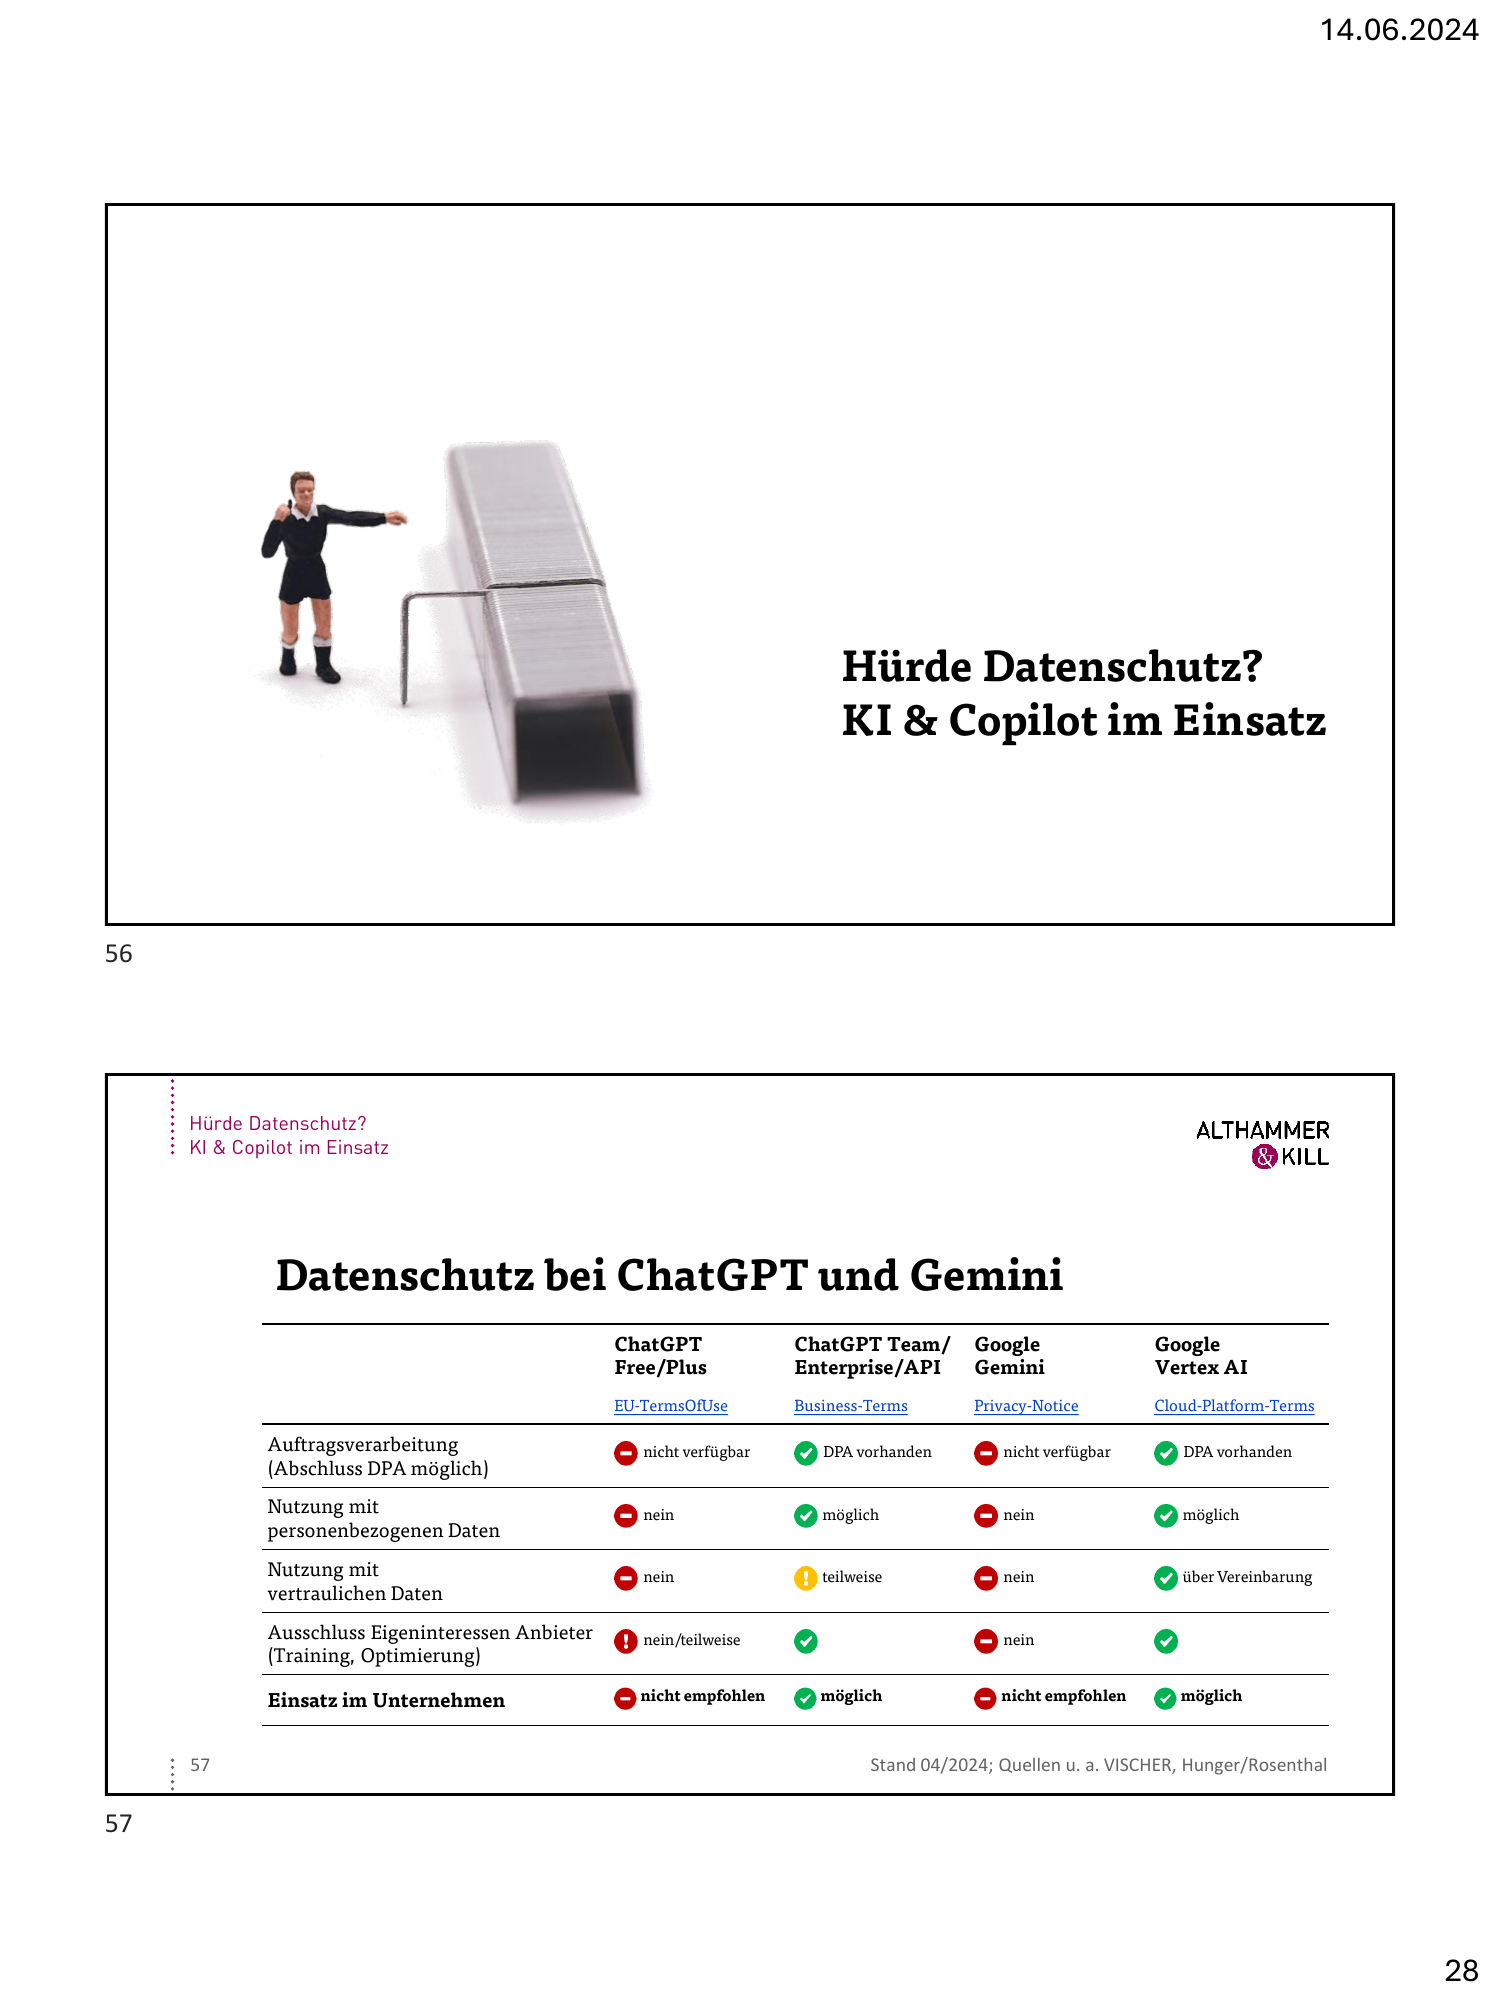 14.06.2024
Hürde Datenschutz?
KI & Copilot im Einsatz
56
Hürde Datenschutz?
KI & Copilot im Einsatz
ALTHAMMER
& KILL
Datenschutz bei ChatGPT und Gemini
ChatGPT Free/Plus
ChatGPT Team/ Enterprise/API
Google Gemini
Google Vertex AI
EU-TermsOfUse Business-Terms Privacy-Notice Cloud-Platform-Terms
Auftragsverarbeitung
(Abschluss DPA möglich)
nicht verfügbar DPA vorhanden nicht verfügbar DPA vorhanden
Nutzung mit
personenbezogenen Daten
nein möglich nein möglich
Nutzung mit
vertraulichen Daten
nein teilweise nein über Vereinbarung
Ausschluss Eigeninteressen Anbieter
(Training, Optimierung)
nein/teilweise nein
Einsatz im Unternehmen nicht empfohlen möglich nicht empfohlen möglich
57
Stand 04/2024; Quellen u. a. VISCHER, Hunger/Rosenthal
57
28